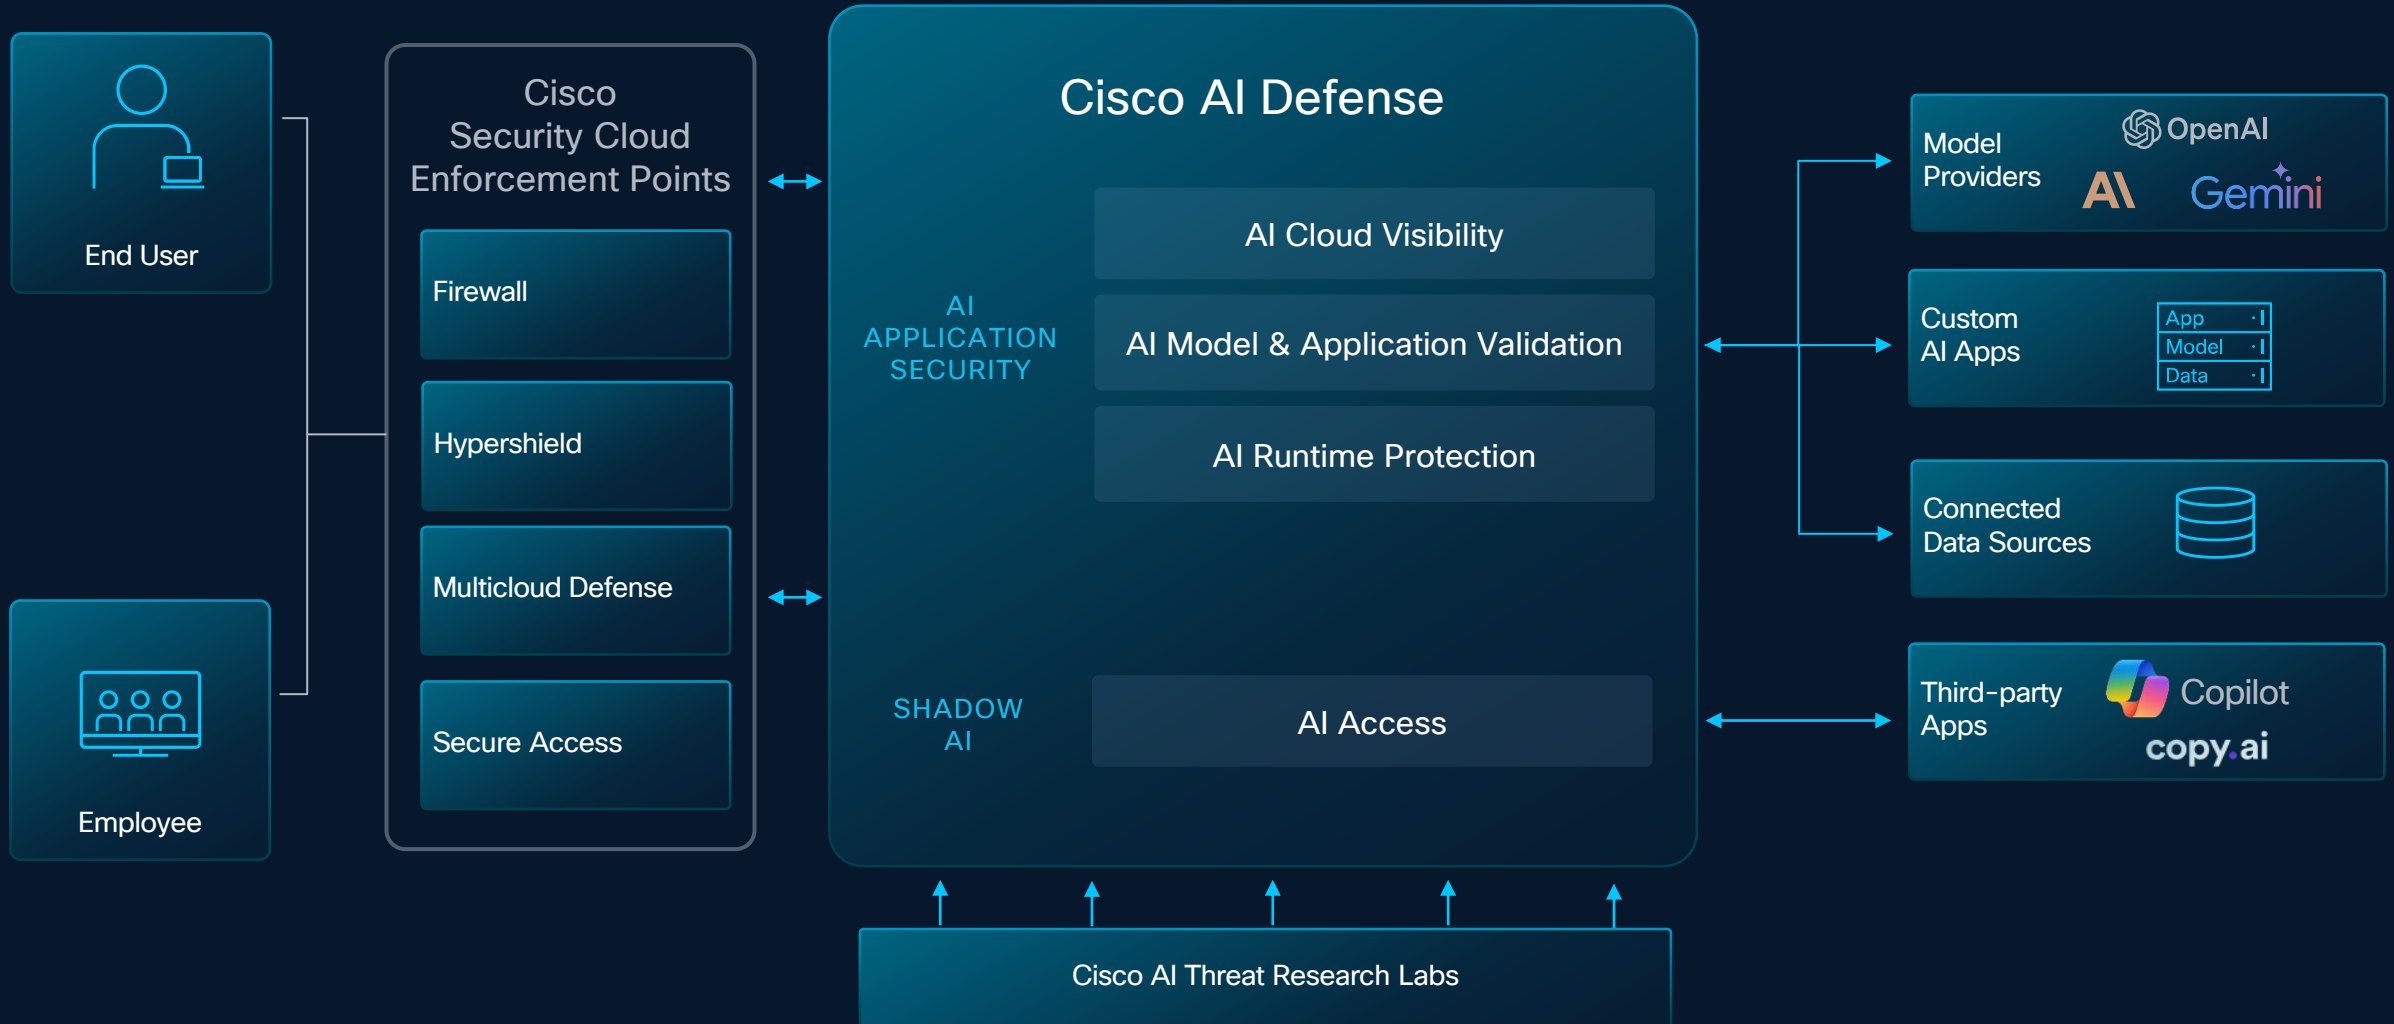 End User
Employee
Cisco
Security Cloud
Enforcement Points
Firewall
Hypershield
Multicloud Defense
Secure Access
Cisco AI Defense
AI
APPLICATION
SECURITY
AI Cloud Visibility
AI Model & Application Validation
AI Runtime Protection
SHADOW
AI
AI Access
Cisco AI Threat Research Labs
Model
Providers
OpenAI
AI
Gemini
Custom
AI Apps
App
Model
Data
Connected
Data Sources
Third-party
Apps
Copilot
copy.ai